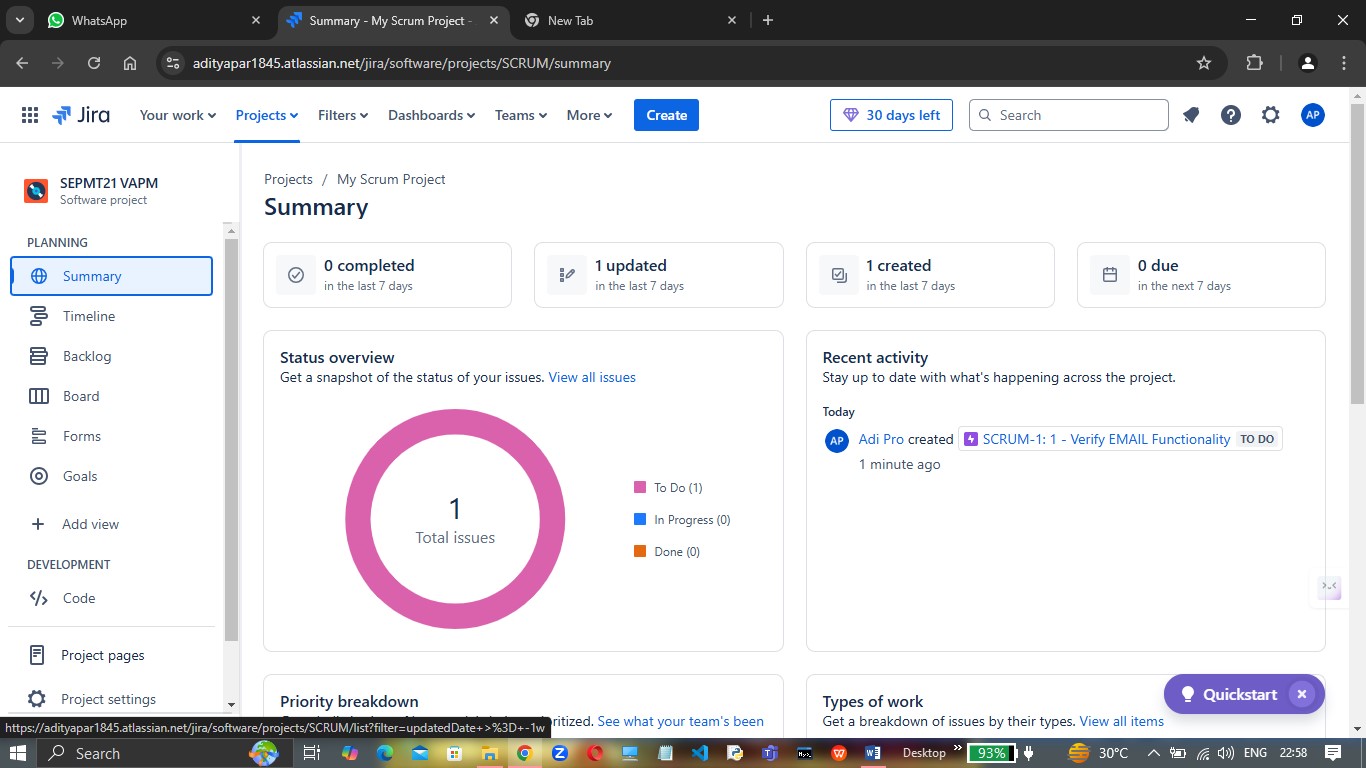 WhatsApp
Summary - My Scrum Project -
New Tab
adityapar1845.atlassian.net/jira/software/projects/SCRUM/summary
Jira
Your work
Projects
Filters
Dashboards
Teams
More
Create
30 days left
Search
AP
SEPMT21 VAPM
Software project
PLANNING
Summary
Timeline
Backlog
Board
Forms
Goals
Add view
DEVELOPMENT
Code
Project pages
Project settings
Projects / My Scrum Project
Summary
0 completed
in the last 7 days
1 updated
in the last 7 days
1 created
in the last 7 days
0 due
in the next 7 days
Status overview
Get a snapshot of the status of your issues. View all issues
1
Total issues
To Do (1)
In Progress (0)
Done (0)
Recent activity
Stay up to date with what's happening across the project.
Today
AP
Adi Pro created SCRUM-1: 1 - Verify EMAIL Functionality TO DO
1 minute ago
Priority breakdown
See what your team's been
Types of work
Get a breakdown of issues by their types. View all items
Quickstart
https://adityapar1845.atlassian.net/jira/software/projects/SCRUM/list?filter=updatedDate+>%3D+-1w
Search
Desktop
93%
30°C
ENG
22:58